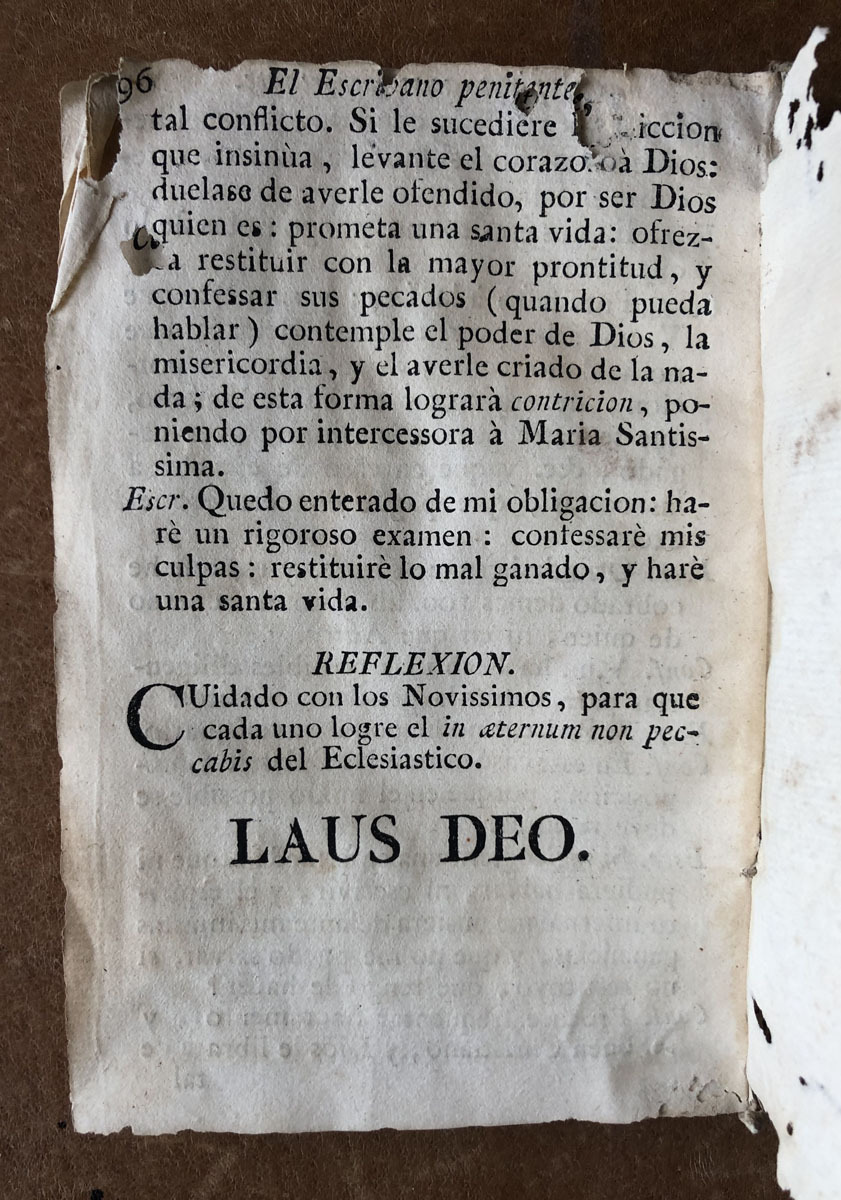 96 El Escrivano penitente,
tal conflicto. Si le sucediere iccion
que insinùa, levante el corazon à Dios:
duelase de averle ofendido, por ser Dios
quien es: prometa una santa vida: ofrez-
ca restituir con la mayor prontitud, y
confessar sus pecados (quando pueda
hablar) contemple el poder de Dios, la
misericordia, y el averle criado de la na-
da; de esta forma lograrà contricion, po-
niendo por intercessora à Maria Santis-
sima.
Escr. Quedo enterado de mi obligacion: ha-
rè un rigoroso examen: confessarè mis
culpas: restituirè lo mal ganado, y harè
una santa vida.
REFLEXION.
CUidado con los Novissimos, para que
cada uno logre el in æternum non pec-
cabis del Eclesiastico.
LAUS DEO.